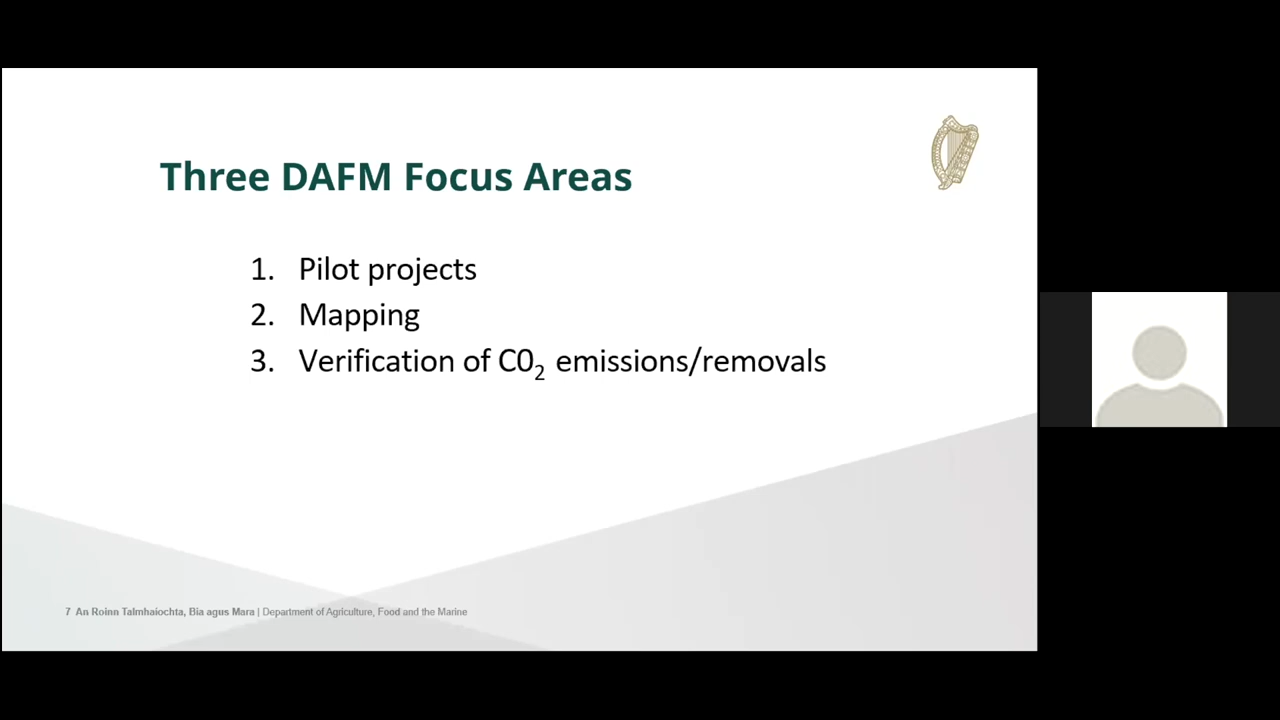 Three DAFM Focus Areas
1. Pilot projects
2. Mapping
3. Verification of C0₂ emissions/removals
7 An Roinn Talmhaíochta, Bia agus Mara | Department of Agriculture, Food and the Marine